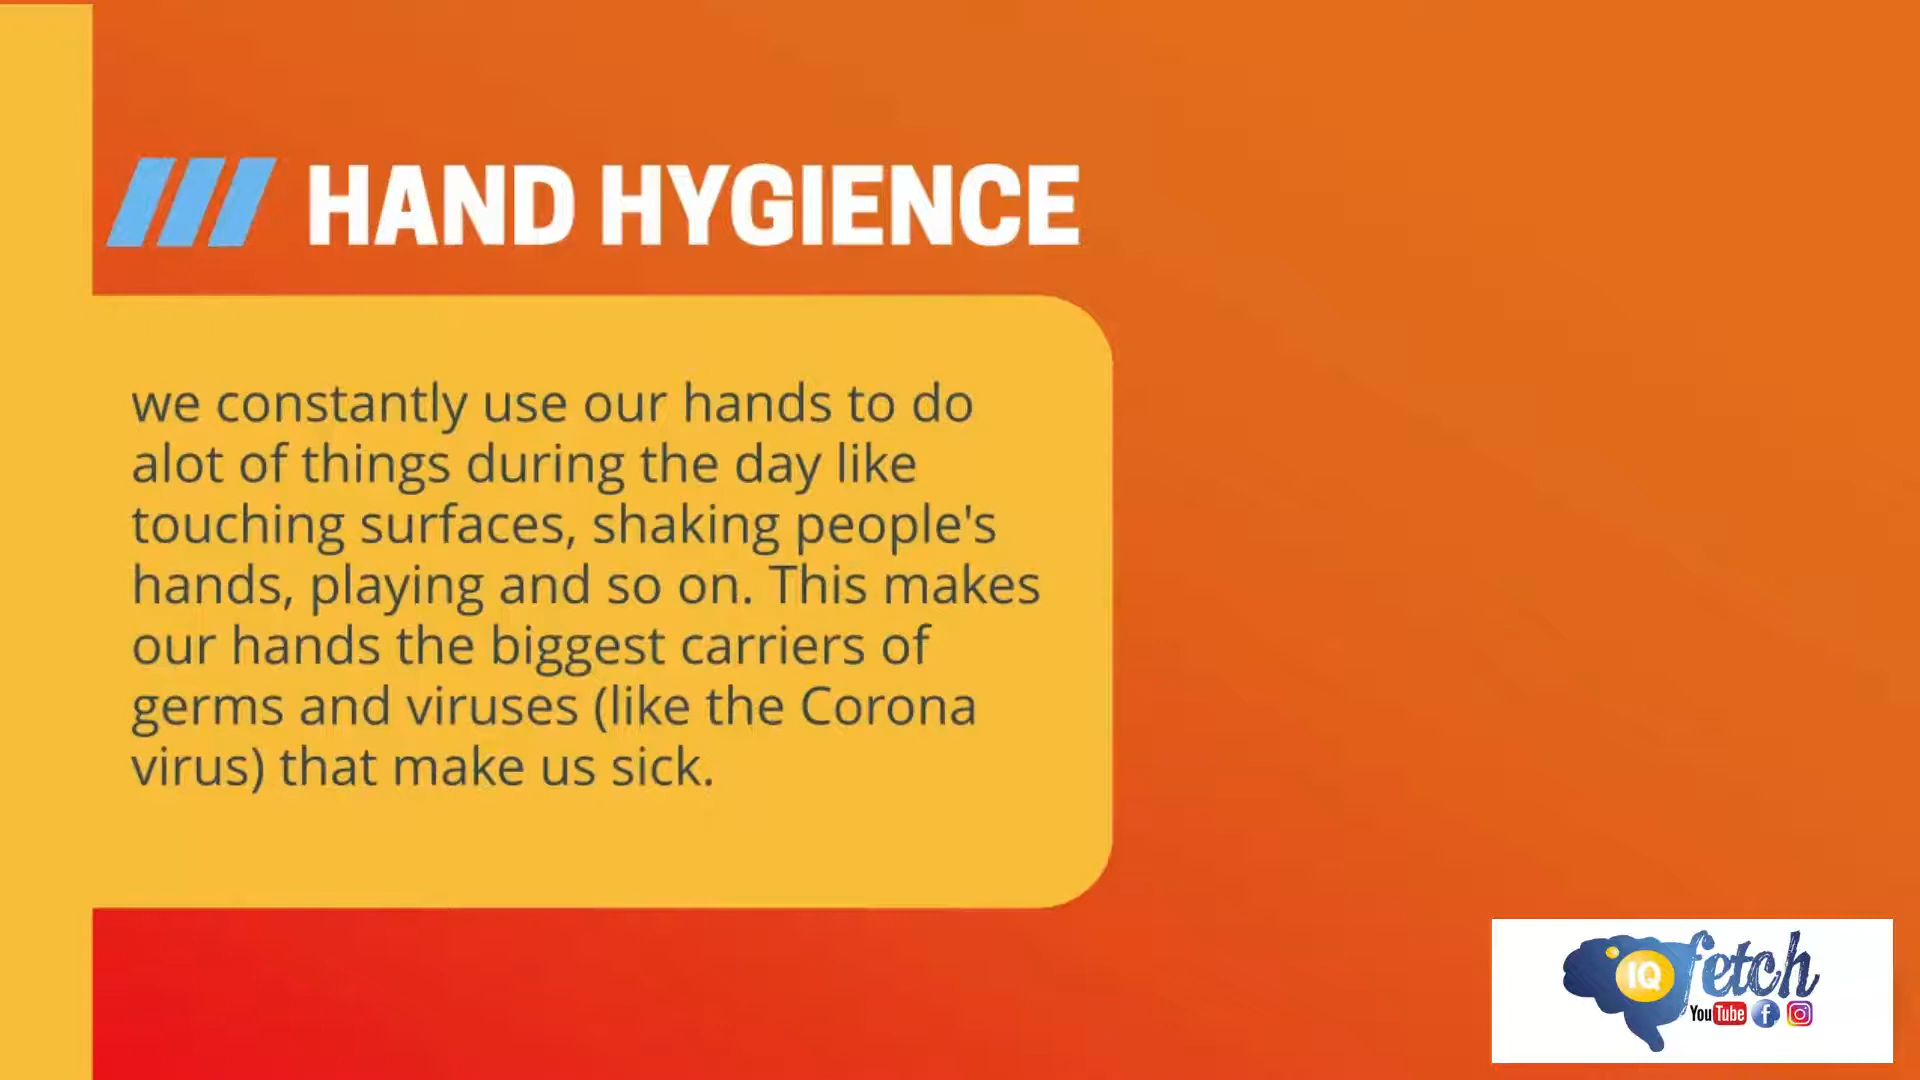 HAND HYGIENCE
we constantly use our hands to do
alot of things during the day like
touching surfaces, shaking people's
hands, playing and so on. This makes
our hands the biggest carriers of
germs and viruses (like the Corona
virus) that make us sick.
IQ fetch
YouTube f